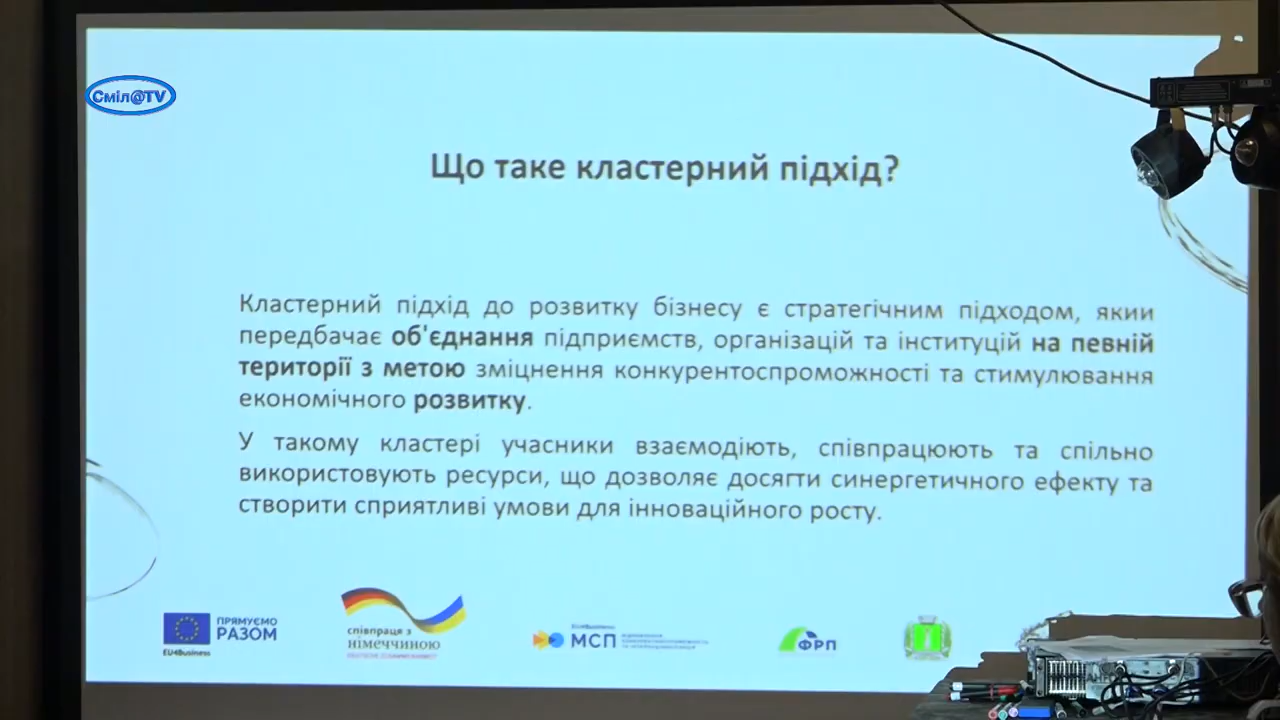 Сміл@TV
Що таке кластерний підхід?
Кластерний підхід до розвитку бізнесу є стратегічним підходом, який
передбачає об'єднання підприємств, організацій та інституцій на певній
території з метою зміцнення конкурентоспроможності та стимулювання
економічного розвитку.
У такому кластері учасники взаємодіють, співпрацюють та спільно
використовують ресурси, що дозволяє досягти синергетичного ефекту та
створити сприятливі умови для інноваційного росту.
ПРЯМУЄМО
РАЗОМ
EU4Business
співпраця з
німеччиною
EU4Business
МСП
ФРП